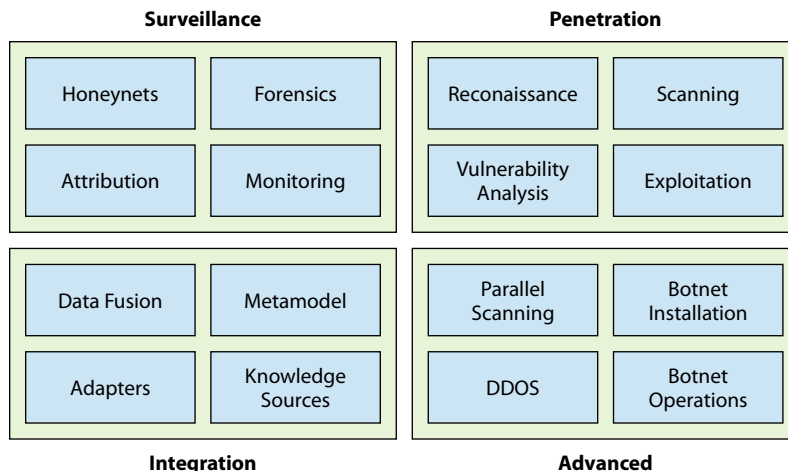 Surveillance
Honeynets
Forensics
Attribution
Monitoring
Penetration
Reconaissance
Scanning
Vulnerability
Analysis
Exploitation
Data Fusion
Metamodel
Adapters
Knowledge
Sources
Integration
Parallel
Scanning
Botnet
Installation
DDOS
Botnet
Operations
Advanced